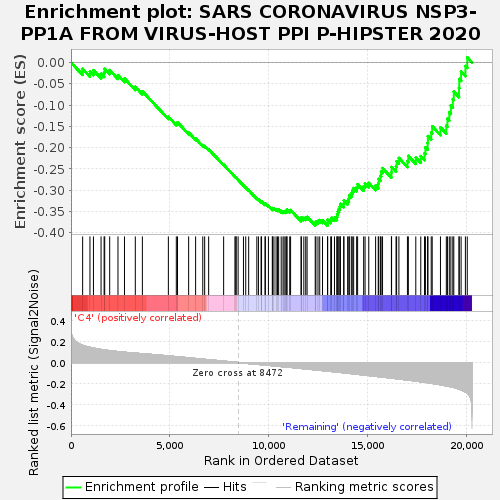 Enrichment plot: SARS CORONAVIRUS NSP3-
PP1A FROM VIRUS-HOST PPI P-HIPSTER 2020
Enrichment score (ES)
0.00
-0.05
-0.10
-0.15
-0.20
-0.25
-0.30
-0.35
-0.40
'C4' (positively correlated)
Ranked list metric (Signal2Noise)
0.4
0.2
0.0
-0.2
-0.4
-0.6
Zero cross at 8472
'Remaining' (negatively correlated)
0
5,000
10,000
15,000
20,000
Rank in Ordered Dataset
Enrichment profile
Hits
Ranking metric scores